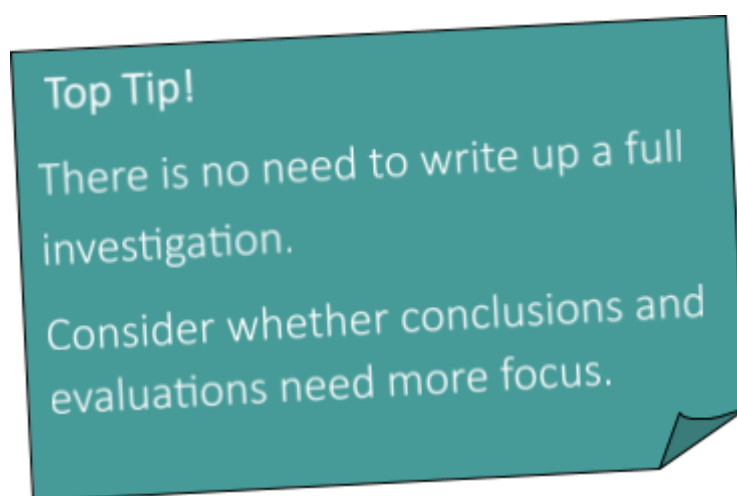 Top Tip!
There is no need to write up a full
investigation.
Consider whether conclusions and
evaluations need more focus.